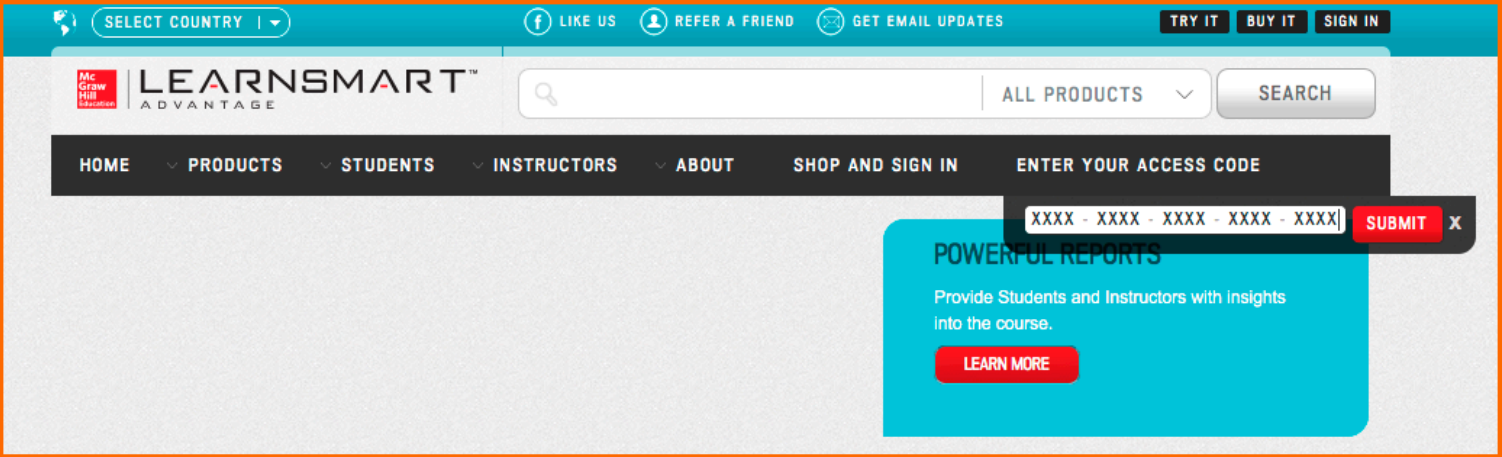 SELECT COUNTRY
LIKE US
REFER A FRIEND
GET EMAIL UPDATES
TRY IT
BUY IT
SIGN IN
Mc
Graw
Hill
Education
LEARNSMART™
ADVANTAGE
ALL PRODUCTS
SEARCH
HOME
PRODUCTS
STUDENTS
INSTRUCTORS
ABOUT
SHOP AND SIGN IN
ENTER YOUR ACCESS CODE
XXXX - XXXX - XXXX - XXXX - XXXX
SUBMIT
X
POWERFUL REPORTS
Provide Students and Instructors with insights
into the course.
LEARN MORE